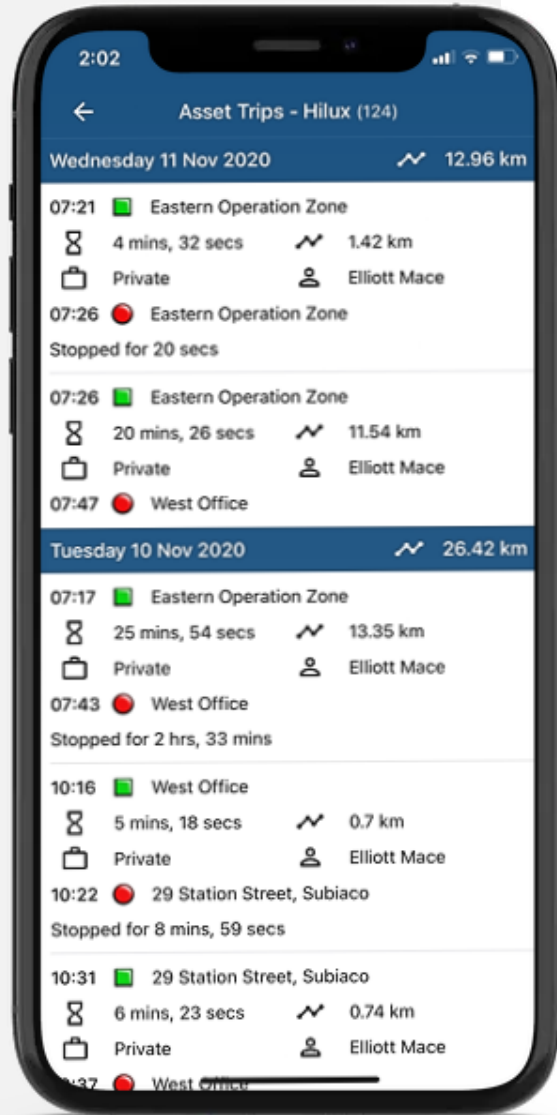 2:02
Asset Trips - Hilux (124)
Wednesday 11 Nov 2020 12.96 km
07:21 Eastern Operation Zone
4 mins, 32 secs 1.42 km
Private Elliott Mace
07:26 Eastern Operation Zone
Stopped for 20 secs
07:26 Eastern Operation Zone
20 mins, 26 secs 11.54 km
Private Elliott Mace
07:47 West Office
Tuesday 10 Nov 2020 26.42 km
07:17 Eastern Operation Zone
25 mins, 54 secs 13.35 km
Private Elliott Mace
07:43 West Office
Stopped for 2 hrs, 33 mins
10:16 West Office
5 mins, 18 secs 0.7 km
Private Elliott Mace
10:22 29 Station Street, Subiaco
Stopped for 8 mins, 59 secs
10:31 29 Station Street, Subiaco
6 mins, 23 secs 0.74 km
Private Elliott Mace
West Office